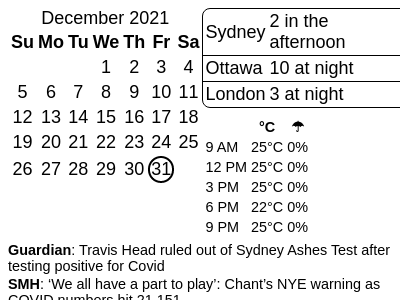 December 2021
Su Mo Tu We Th Fr Sa
1 2 3 4
5 6 7 8 9 10 11
12 13 14 15 16 17 18
19 20 21 22 23 24 25
26 27 28 29 30 31
Sydney 2 in the
afternoon
Ottawa 10 at night
London 3 at night
°C ☂
9 AM 25°C 0%
12 PM 25°C 0%
3 PM 25°C 0%
6 PM 22°C 0%
9 PM 25°C 0%
Guardian: Travis Head ruled out of Sydney Ashes Test after
testing positive for Covid
SMH: ‘We all have a part to play’: Chant’s NYE warning as
COVID numbers hit 21,151